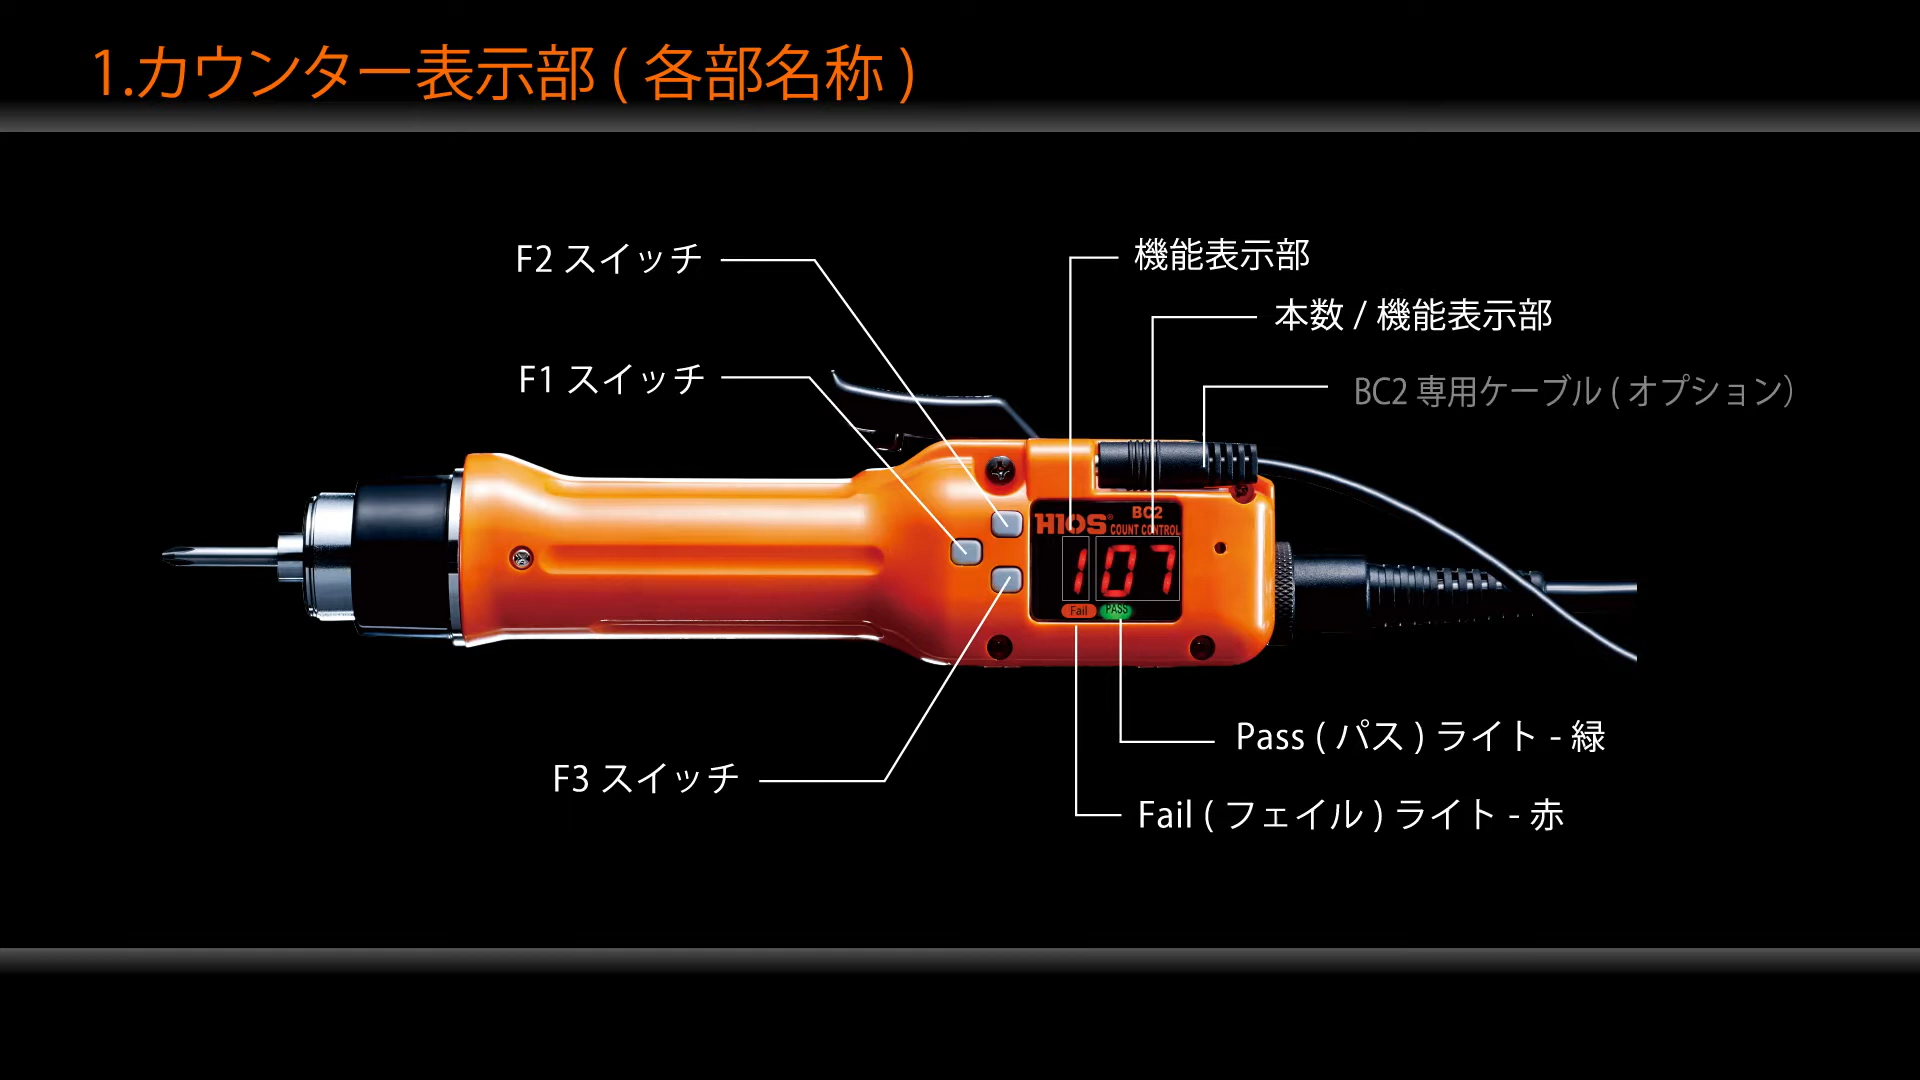 1.カウンター表示部 ( 各部名称 )
F2 スイッチ
機能表示部
本数 / 機能表示部
F1 スイッチ
BC2 専用ケーブル ( オプション)
HIOS®
BC2
COUNT CONTROL
1 07
Fail
PASS
Pass ( パス ) ライト - 緑
F3 スイッチ
Fail ( フェイル ) ライト - 赤